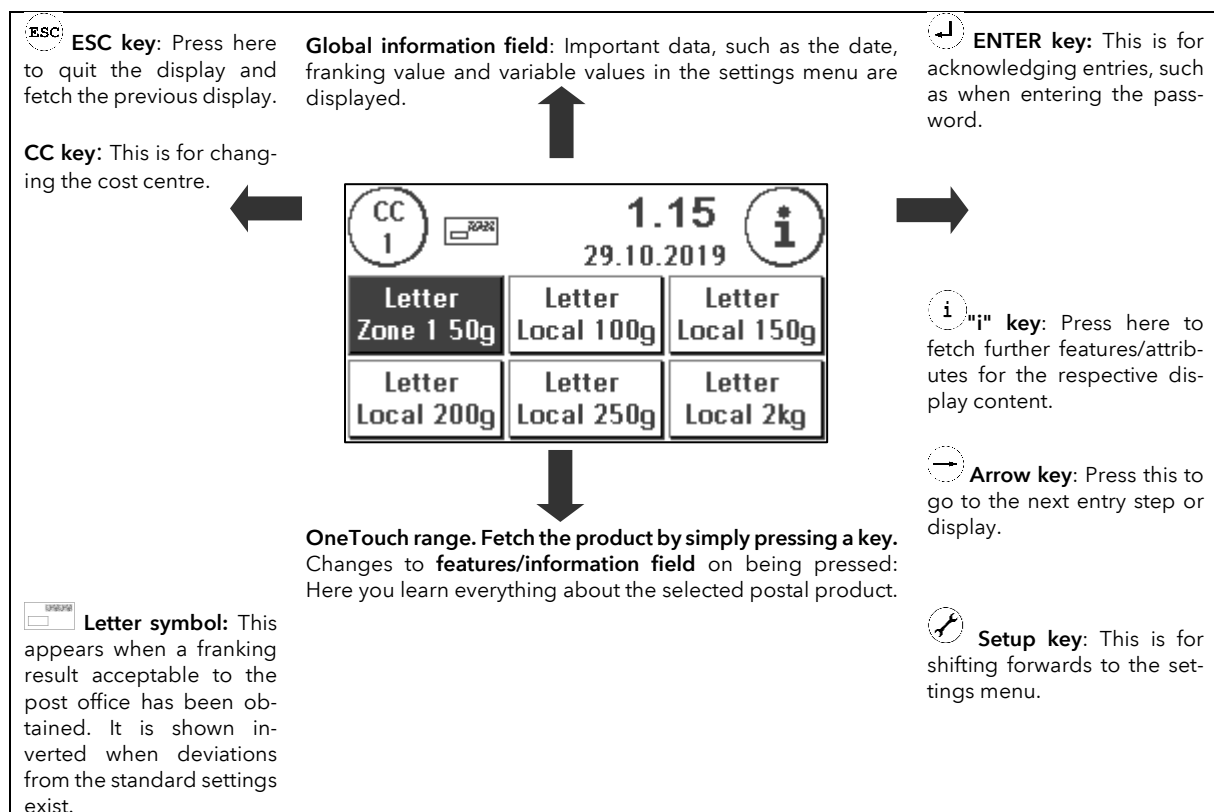 ESC ESC key: Press here
to quit the display and
fetch the previous display.
CC key: This is for chang-
ing the cost centre.
Global information field: Important data, such as the date,
franking value and variable values in the settings menu are
displayed.
ENTER key: This is for
acknowledging entries, such
as when entering the pass-
word.
CC
1
1.15
29.10.2019
i
Letter
Zone 1 50g
Letter
Local 100g
Letter
Local 150g
Letter
Local 200g
Letter
Local 250g
Letter
Local 2kg
i "i" key: Press here to
fetch further features/attrib-
utes for the respective dis-
play content.
Arrow key: Press this to
go to the next entry step or
display.
OneTouch range. Fetch the product by simply pressing a key.
Changes to features/information field on being pressed:
Here you learn everything about the selected postal product.
Letter symbol: This
appears when a franking
result acceptable to the
post office has been ob-
tained. It is shown in-
verted when deviations
from the standard settings
exist.
Setup key: This is for
shifting forwards to the set-
tings menu.